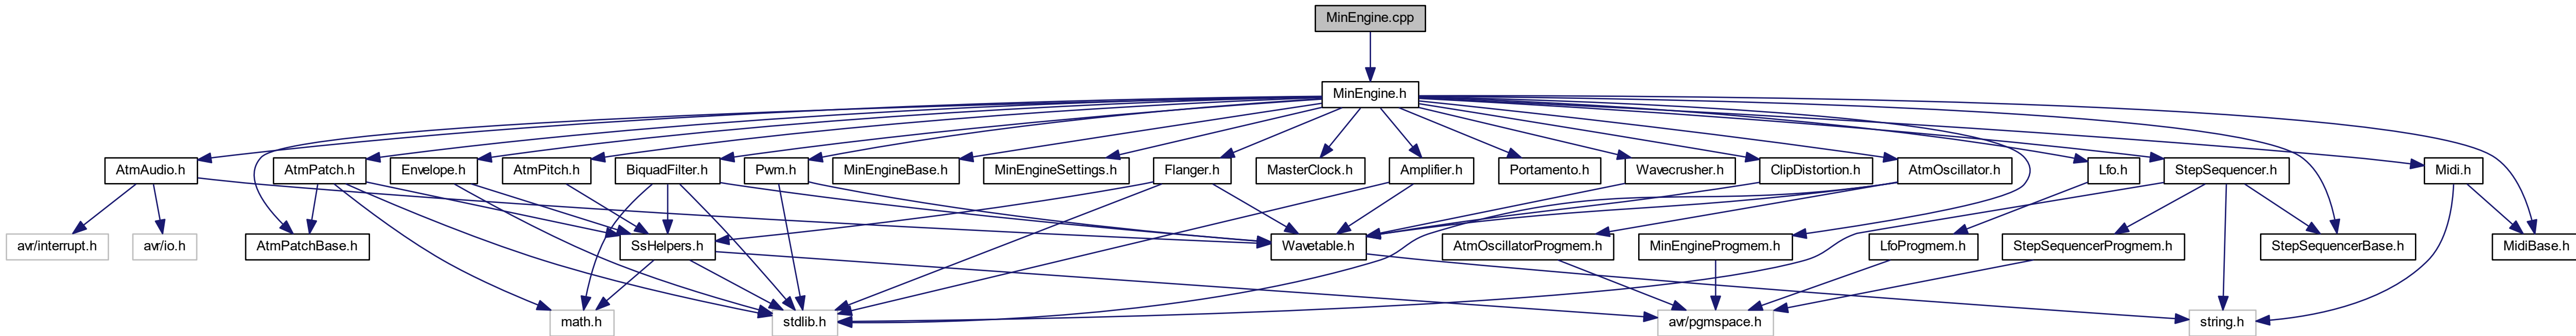 MinEngine.cpp
MinEngine.h
AtmAudio.h
AtmPatch.h
Envelope.h
AtmPitch.h
BiquadFilter.h
Pwm.h
MinEngineBase.h
MinEngineSettings.h
Flanger.h
MasterClock.h
Amplifier.h
Portamento.h
Wavecrusher.h
ClipDistortion.h
AtmOscillator.h
Lfo.h
StepSequencer.h
Midi.h
avr/interrupt.h
avr/io.h
AtmPatchBase.h
SsHelpers.h
Wavetable.h
AtmOscillatorProgmem.h
MinEngineProgmem.h
LfoProgmem.h
StepSequencerProgmem.h
StepSequencerBase.h
MidiBase.h
math.h
stdlib.h
avr/pgmspace.h
string.h